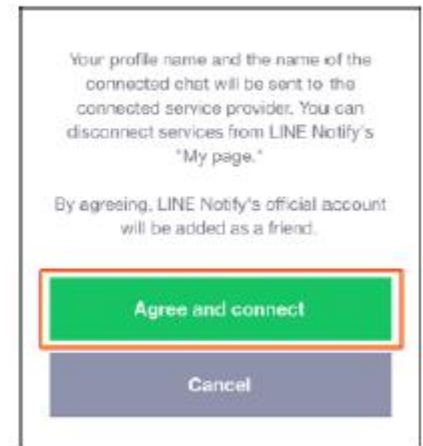 Your profile name and the name of the
connected chat will be sent to the
connected service provider. You can
disconnect services from LINE Notify's
"My page."
By agreeing, LINE Notify's official account
will be added as a friend.
Agree and connect
Cancel